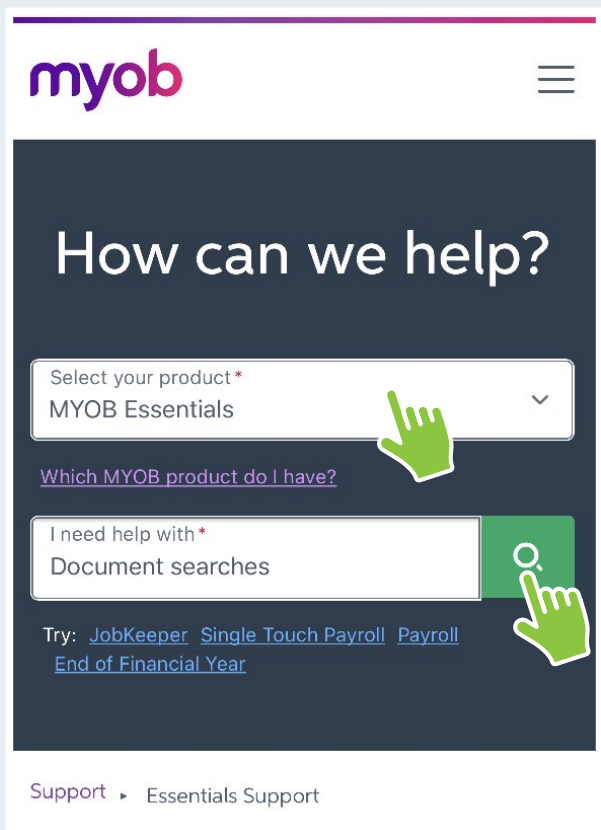 myob
How can we help?
Select your product*
MYOB Essentials
Which MYOB product do I have?
I need help with*
Document searches
Try: JobKeeper Single Touch Payroll Payroll
End of Financial Year
Support ▸ Essentials Support